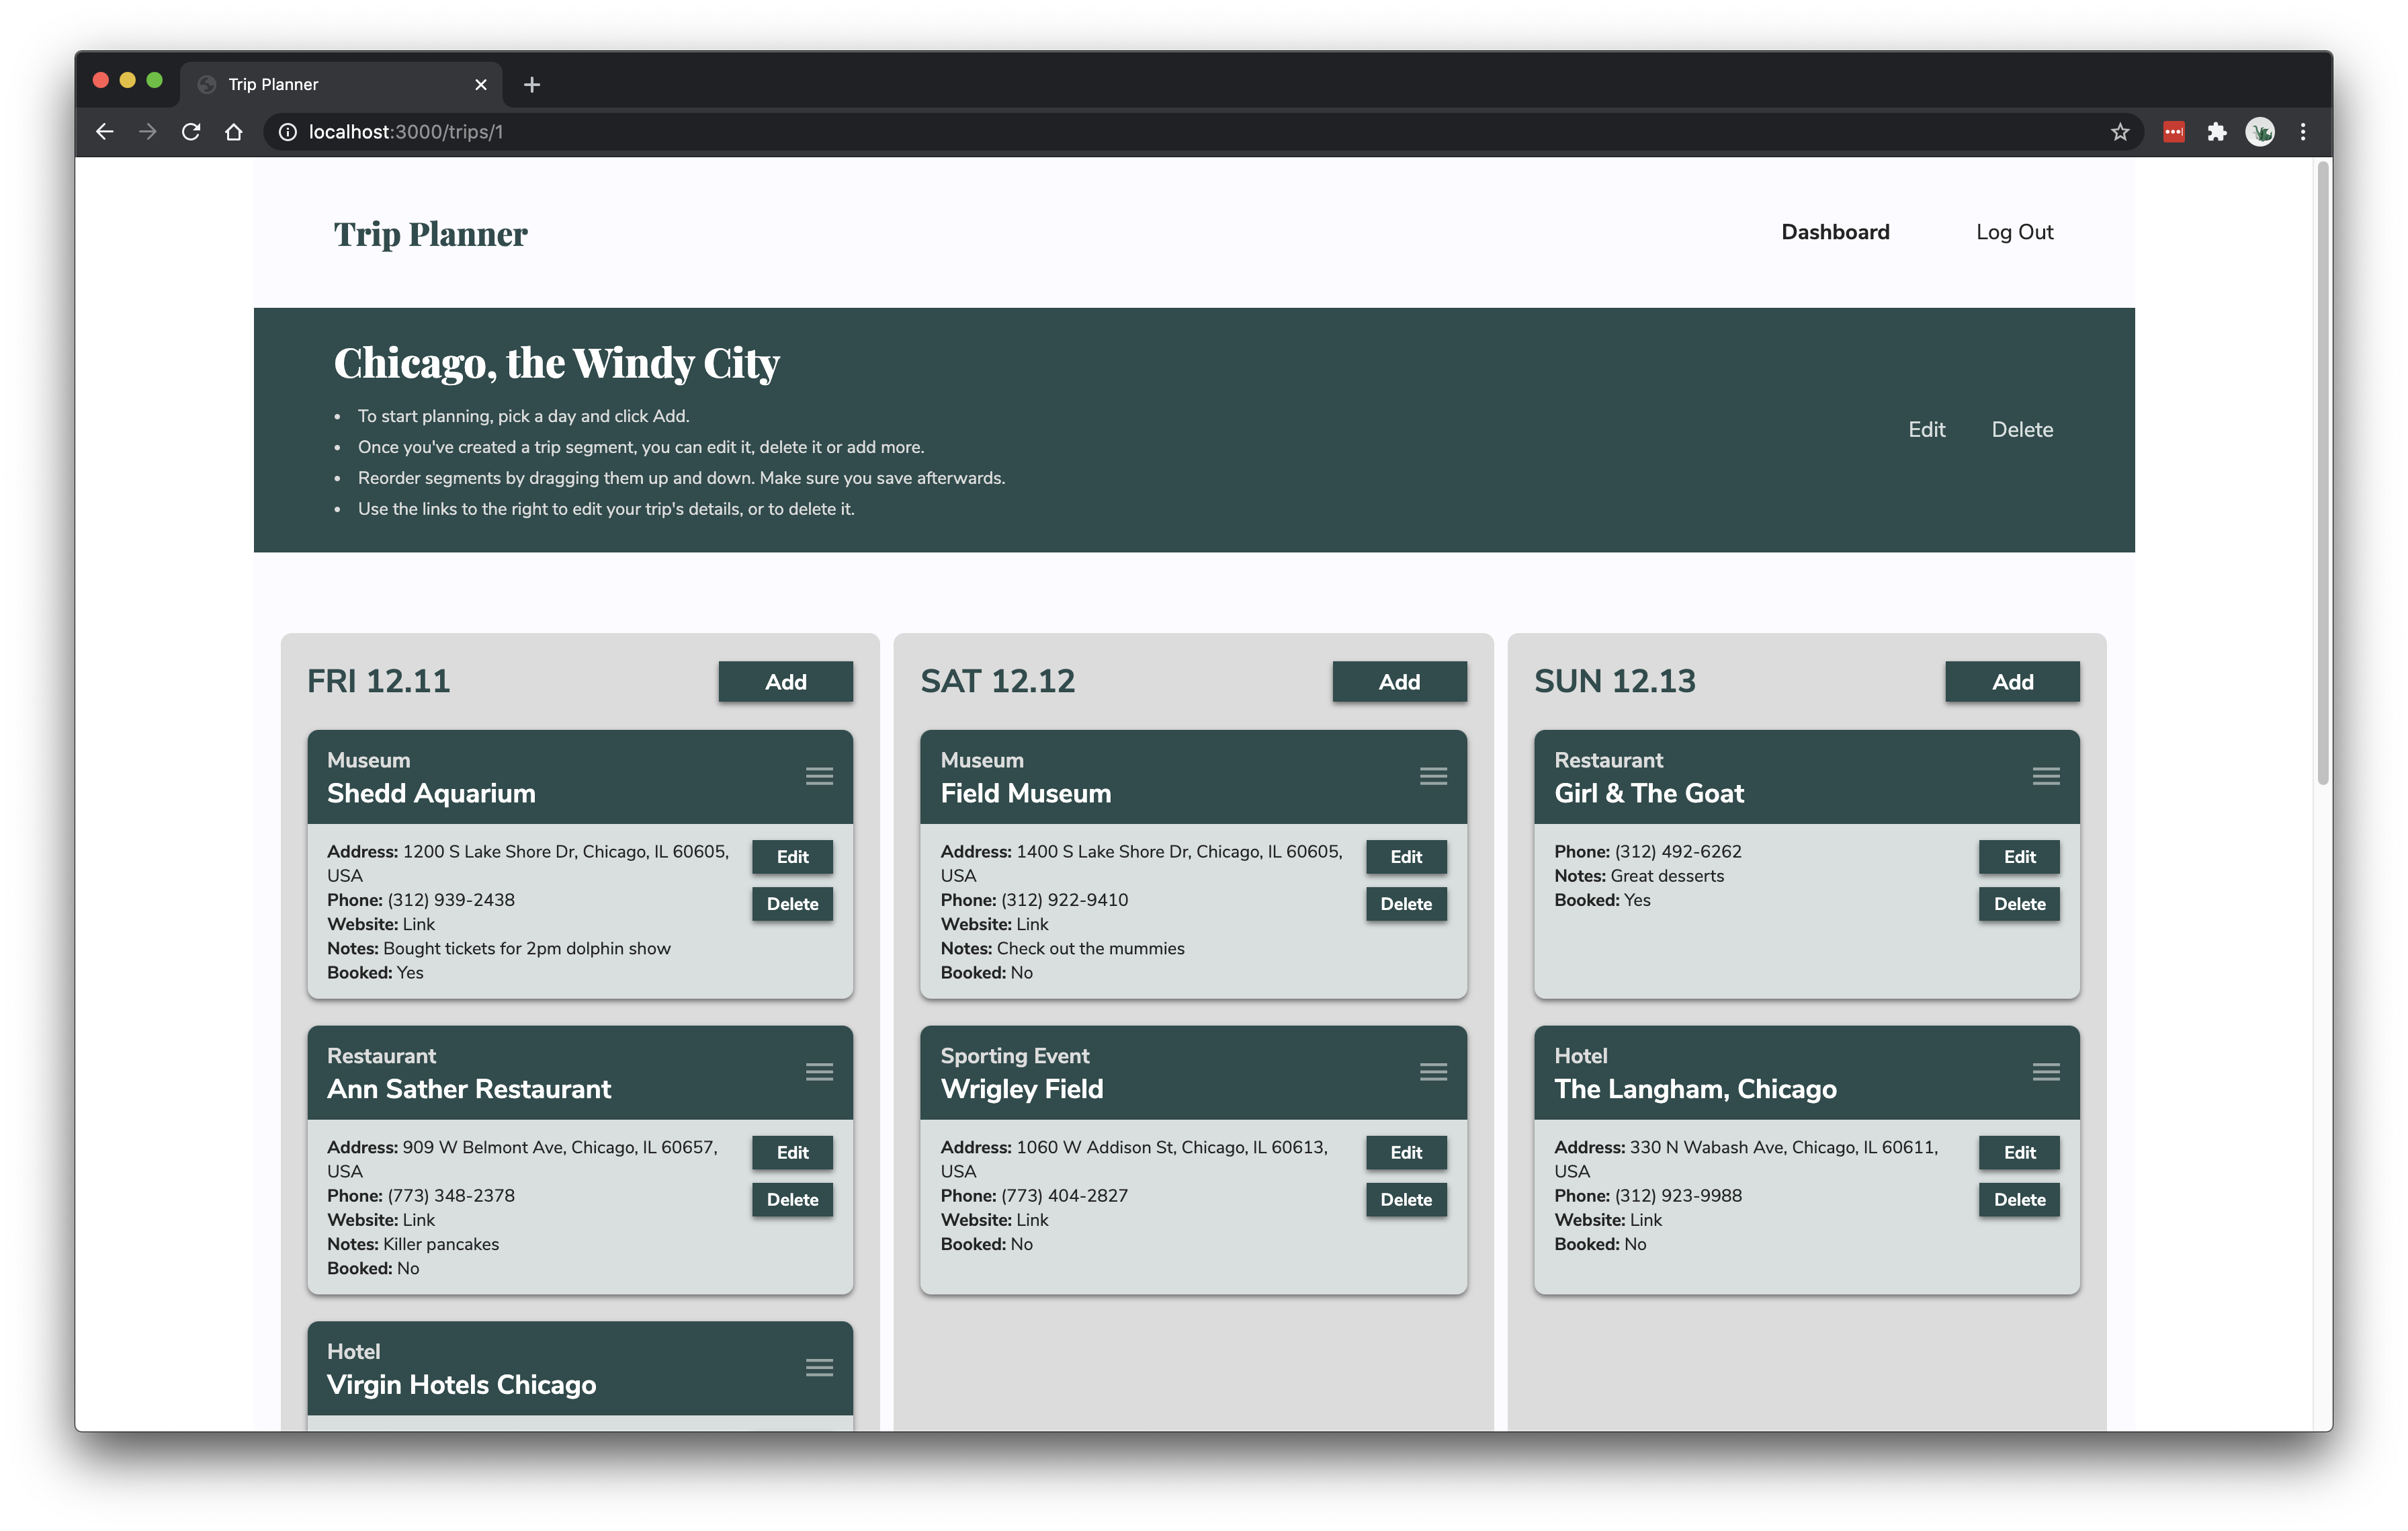 Trip Planner
localhost:3000/trips/1
Trip Planner
Dashboard
Log Out
Chicago, the Windy City
• To start planning, pick a day and click Add.
• Once you've created a trip segment, you can edit it, delete it or add more.
• Reorder segments by dragging them up and down. Make sure you save afterwards.
• Use the links to the right to edit your trip's details, or to delete it.
Edit
Delete
FRI 12.11
Add
Museum
Shedd Aquarium
Address: 1200 S Lake Shore Dr, Chicago, IL 60605,
USA
Phone: (312) 939-2438
Website: Link
Notes: Bought tickets for 2pm dolphin show
Booked: Yes
Edit
Delete
Restaurant
Ann Sather Restaurant
Address: 909 W Belmont Ave, Chicago, IL 60657,
USA
Phone: (773) 348-2378
Website: Link
Notes: Killer pancakes
Booked: No
Edit
Delete
Hotel
Virgin Hotels Chicago
SAT 12.12
Add
Museum
Field Museum
Address: 1400 S Lake Shore Dr, Chicago, IL 60605,
USA
Phone: (312) 922-9410
Website: Link
Notes: Check out the mummies
Booked: No
Edit
Delete
Sporting Event
Wrigley Field
Address: 1060 W Addison St, Chicago, IL 60613,
USA
Phone: (773) 404-2827
Website: Link
Booked: No
Edit
Delete
SUN 12.13
Add
Restaurant
Girl & The Goat
Phone: (312) 492-6262
Notes: Great desserts
Booked: Yes
Edit
Delete
Hotel
The Langham, Chicago
Address: 330 N Wabash Ave, Chicago, IL 60611,
USA
Phone: (312) 923-9988
Website: Link
Booked: No
Edit
Delete